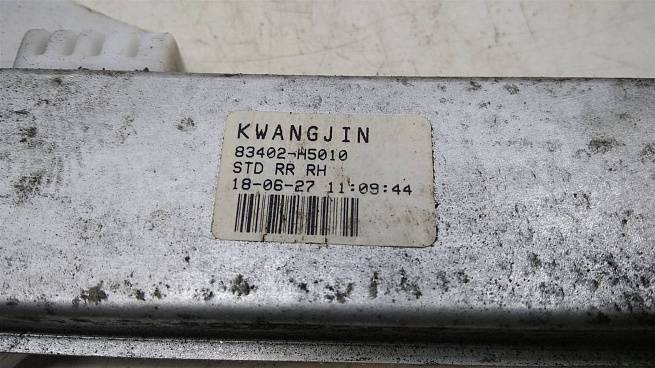 KWANGJIN
83402-H5010
STD RR RH
18-06-27 11:09:44